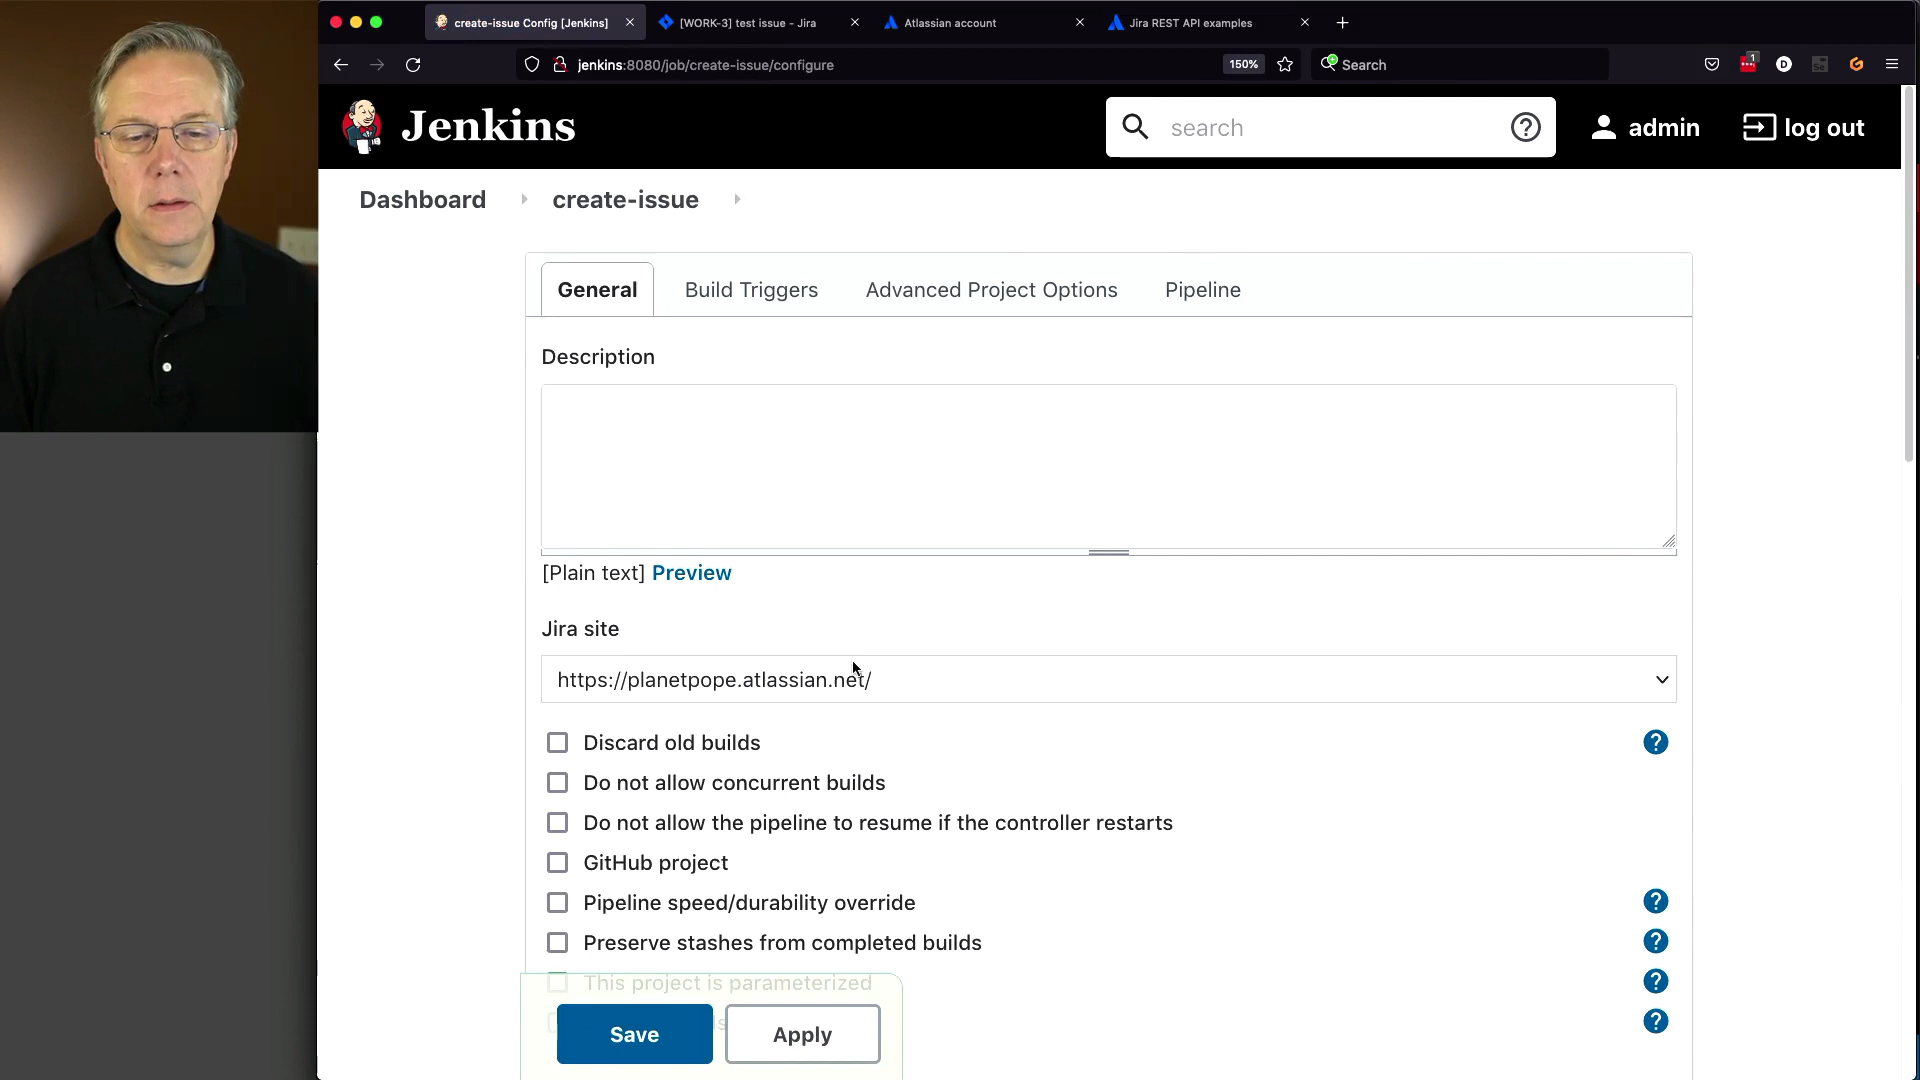 create-issue Config [Jenkins]
[WORK-3] test issue - Jira
Atlassian account
Jira REST API examples
jenkins:8080/job/create-issue/configure
150%
Search
1
Jenkins
search
admin
log out
Dashboard
create-issue
General
Build Triggers
Advanced Project Options
Pipeline
Description
[Plain text] Preview
Jira site
https://planetpope.atlassian.net/
Discard old builds
Do not allow concurrent builds
Do not allow the pipeline to resume if the controller restarts
GitHub project
Pipeline speed/durability override
Preserve stashes from completed builds
This project is parameterized
Save
Apply